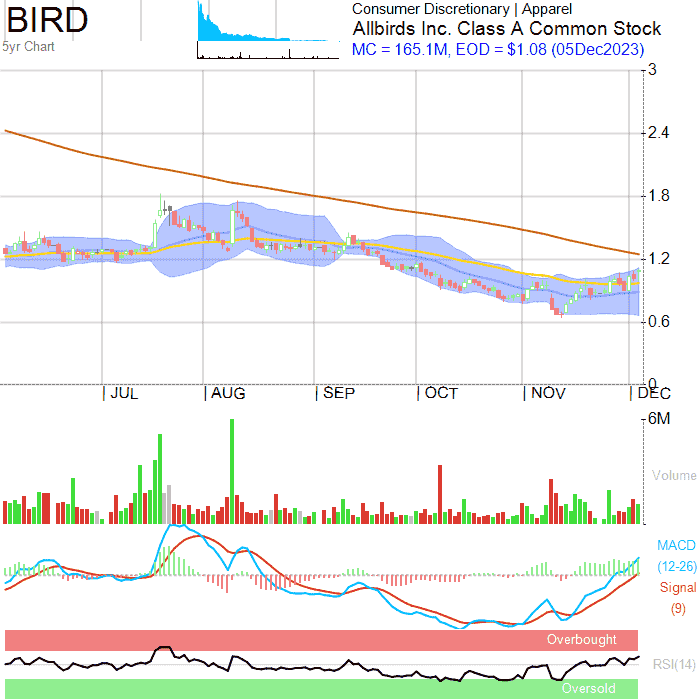 BIRD
5yr Chart
Consumer Discretionary | Apparel
Allbirds Inc. Class A Common Stock
MC = 165.1M, EOD = $1.08 (05Dec2023)
3
2.4
1.8
1.2
0.6
0
JUL AUG SEP OCT NOV DEC
6M
Volume
MACD
(12-26)
Signal
(9)
Overbought
RSI(14)
Oversold